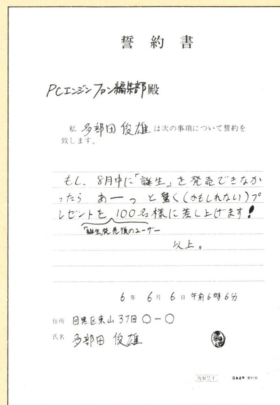 誓約書
PCエンジンファン編集部殿
私 多部田俊雄 は次の事項について誓約を
致します。
もし、8月中に「誕生」を発売できなか
ったら あーっ と驚く(かもしれない)プ
レゼントを 100名様に差し上げます!
「誕生」発売後のユーザー
以上。
6年 6月 6日 午前6時6分
住所 目黒区東山3丁目○-○
氏名 多部田 俊雄